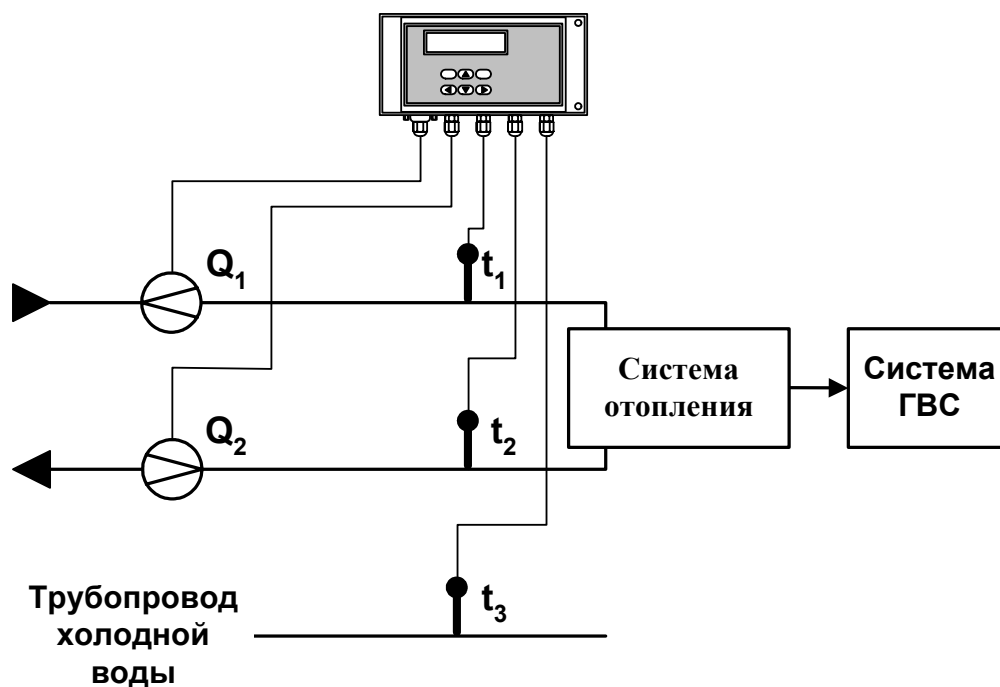 Q1
t1
Система
отопления
Система
ГВС
Q2
t2
Трубопровод
холодной
воды
t3